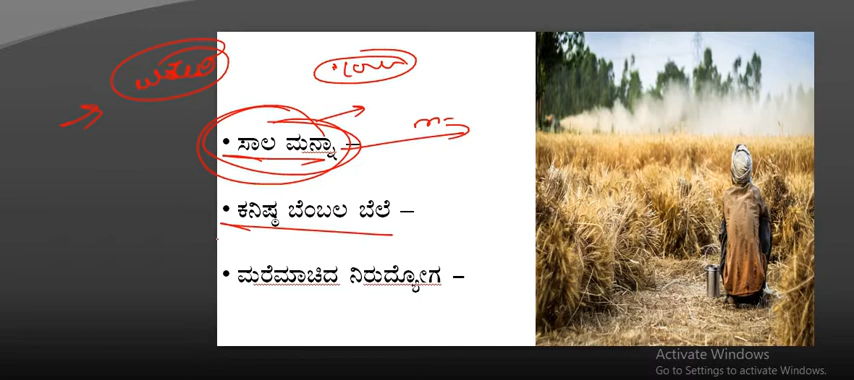 • ಸಾಲ ಮನ್ನಾ –
• ಕನಿಷ್ಠ ಬೆಂಬಲ ಬೆಲೆ –
• ಮರೆಮಾಚಿದ ನಿರುದ್ಯೋಗ –
Activate Windows
Go to Settings to activate Windows.